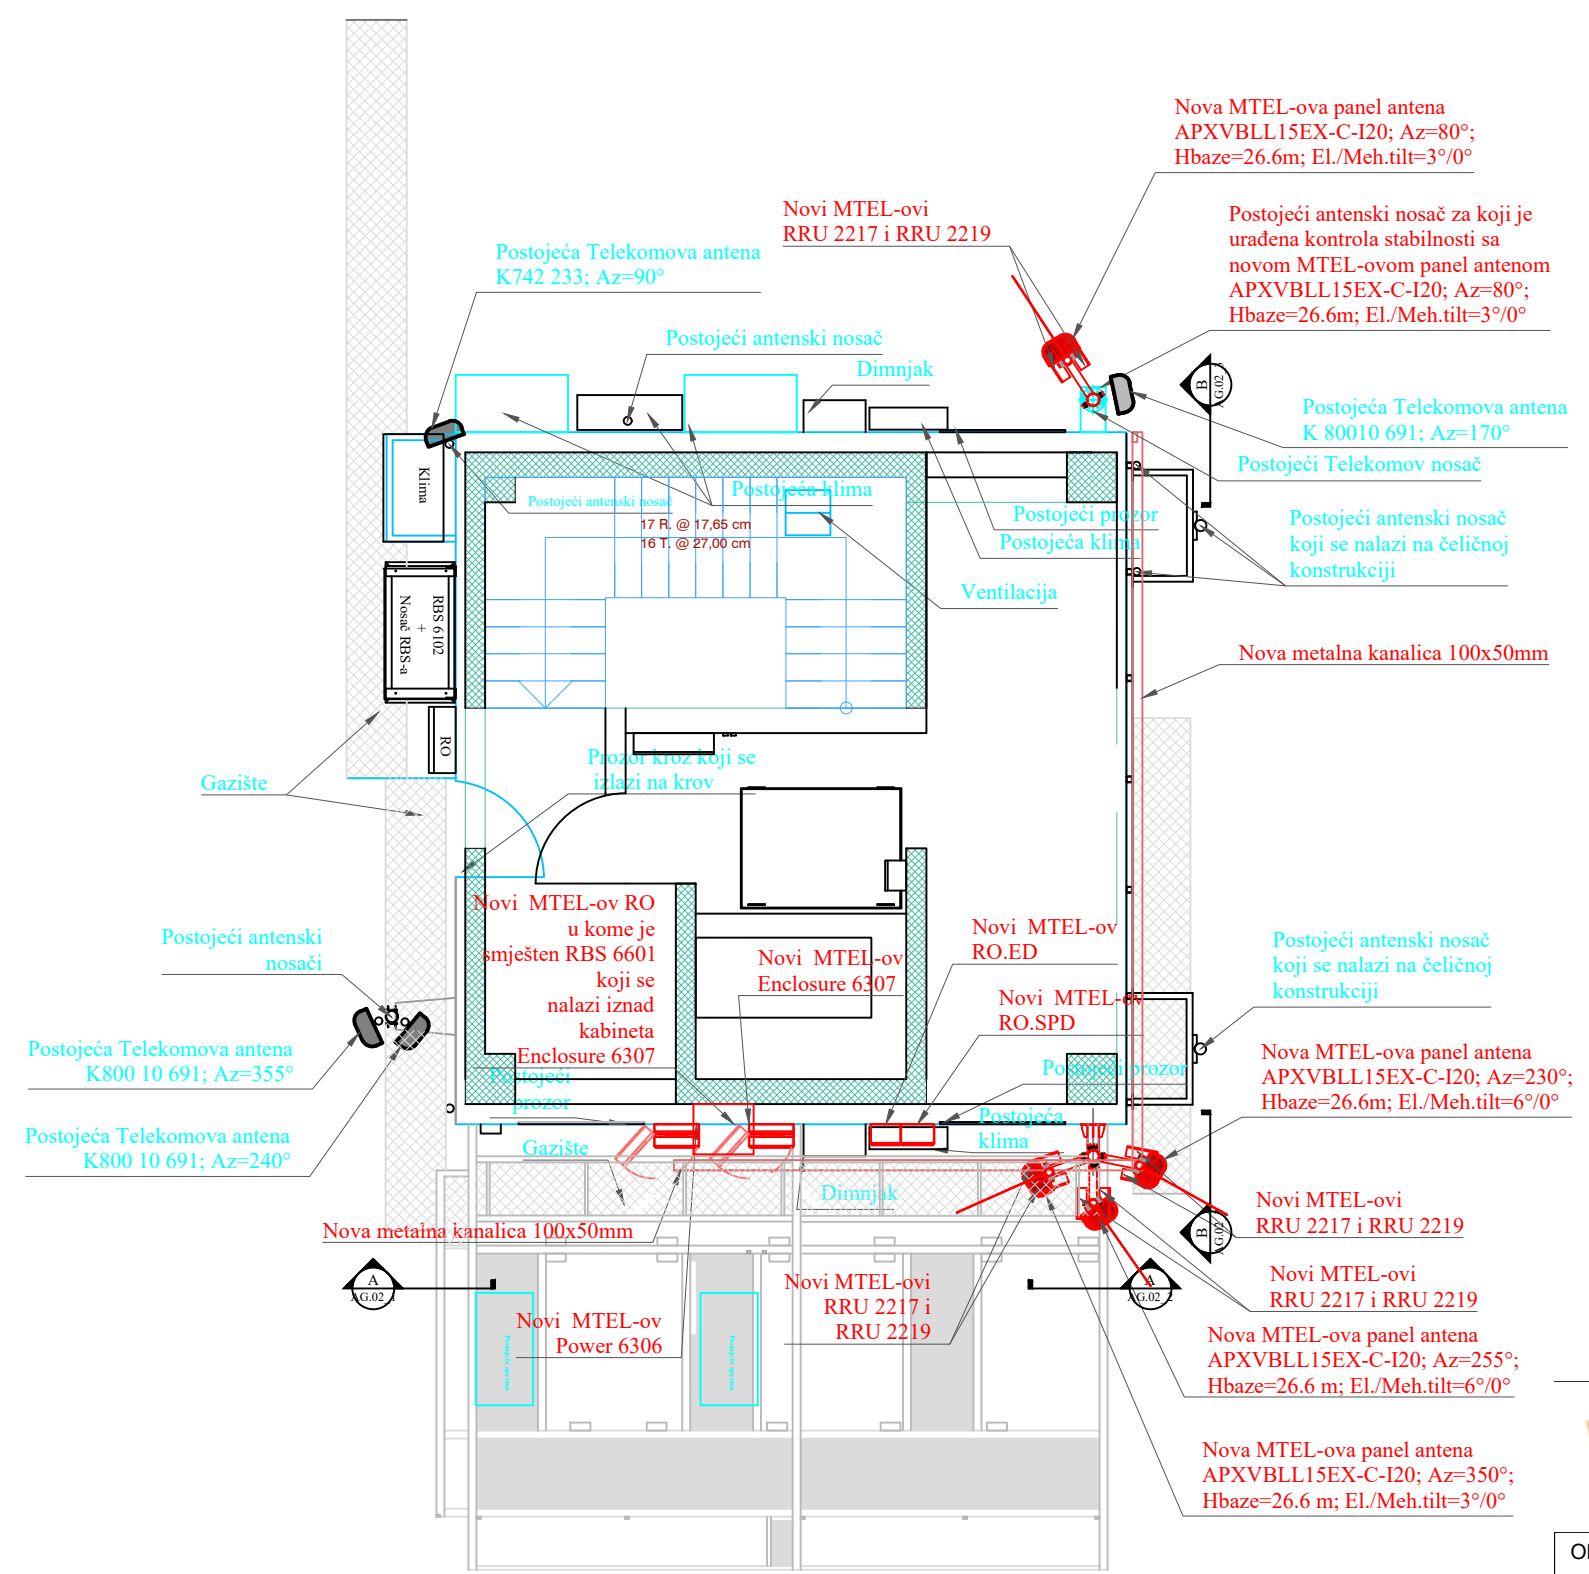 Nova MTEL-ova panel antena
APXVBLL15EX-C-I20; Az=80°;
Hbaze=26.6m; El./Meh.tilt=3°/0°
Novi MTEL-ovi
RRU 2217 i RRU 2219
Postojeći antenski nosač za koji je
urađena kontrola stabilnosti sa
novom MTEL-ovom panel antenom
APXVBLL15EX-C-I20; Az=80°;
Hbaze=26.6m; El./Meh.tilt=3°/0°
Postojeća Telekomova antena
K742 233; Az=90°
Postojeći antenski nosač
Dimnjak
B
AG.02
Postojeća Telekomova antena
K 80010 691; Az=170°
Postojeći Telekomov nosač
Klima
Postojeći antenski nosač
Postojeća klima
17 R. @ 17,65 cm
16 T. @ 27,00 cm
Postojeći prozor
Postojeća klima
Postojeći antenski nosač
koji se nalazi na čeličnoj
konstrukciji
Ventilacija
RBS 6102
+
Nosač RBS-a
Nova metalna kanalica 100x50mm
RO
Prozor kroz koji se
izlazi na krov
Gazište
Novi MTEL-ov RO
u kome je
smješten RBS 6601
koji se
nalazi iznad
kabineta
Enclosure 6307
Novi MTEL-ov
Enclosure 6307
Novi MTEL-ov
RO.ED
Novi MTEL-ov
RO.SPD
Postojeći antenski
nosači
Postojeći antenski nosač
koji se nalazi na čeličnoj
konstrukciji
Postojeća Telekomova antena
K800 10 691; Az=355°
Postojeći
prozor
Postojeći prozor
Nova MTEL-ova panel antena
APXVBLL15EX-C-I20; Az=230°;
Hbaze=26.6m; El./Meh.tilt=6°/0°
Postojeća
klima
Postojeća Telekomova antena
K800 10 691; Az=240°
Gazište
Dimnjak
Novi MTEL-ovi
RRU 2217 i RRU 2219
B
AG.02
Nova metalna kanalica 100x50mm
A
AG.02_1
Novi MTEL-ovi
RRU 2217 i
RRU 2219
A
AG.02_2
Novi MTEL-ovi
RRU 2217 i RRU 2219
Novi MTEL-ov
Power 6306
Nova MTEL-ova panel antena
APXVBLL15EX-C-I20; Az=255°;
Hbaze=26.6 m; El./Meh.tilt=6°/0°
Nova MTEL-ova panel antena
APXVBLL15EX-C-I20; Az=350°;
Hbaze=26.6 m; El./Meh.tilt=3°/0°